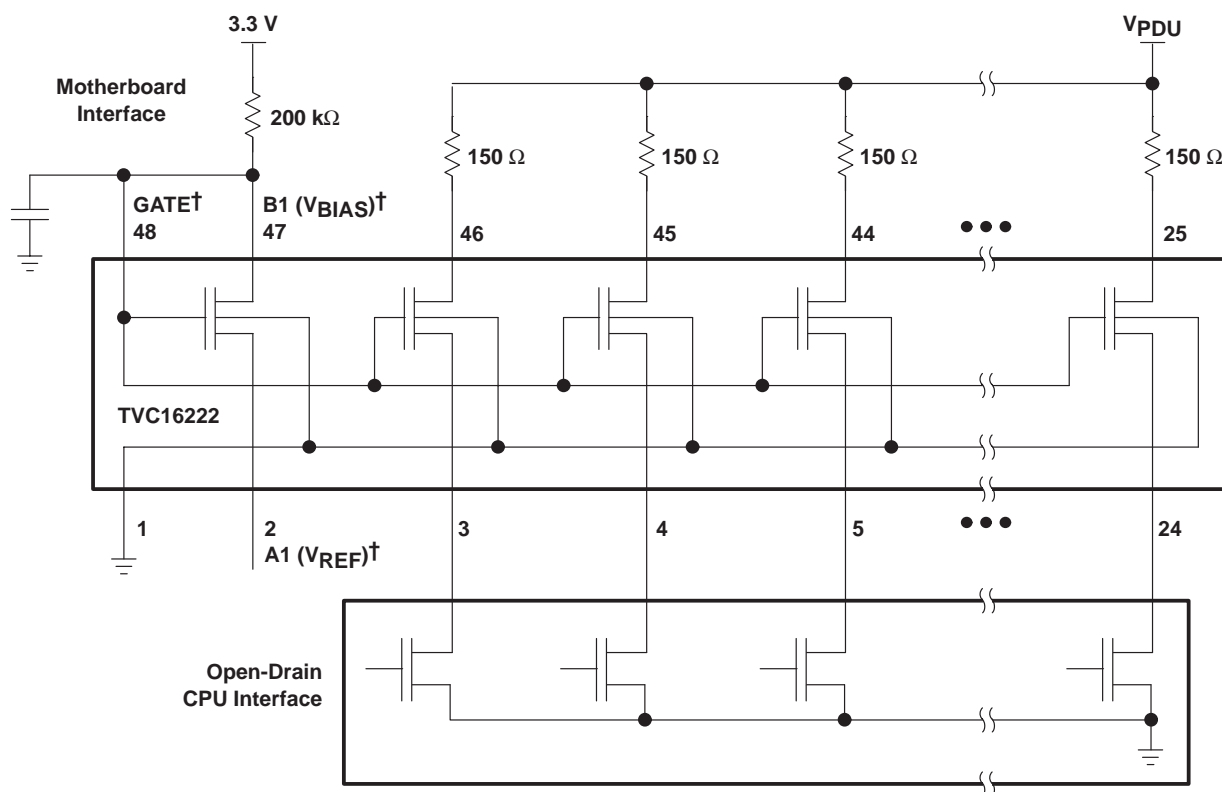 3.3 V
VPDU
Motherboard
Interface
200 kΩ
150 Ω
150 Ω
150 Ω
150 Ω
GATE†
48
B1 (VBIAS)†
47
46
45
44
25
TVC16222
1
2
3
4
5
24
A1 (VREF)†
Open-Drain
CPU Interface